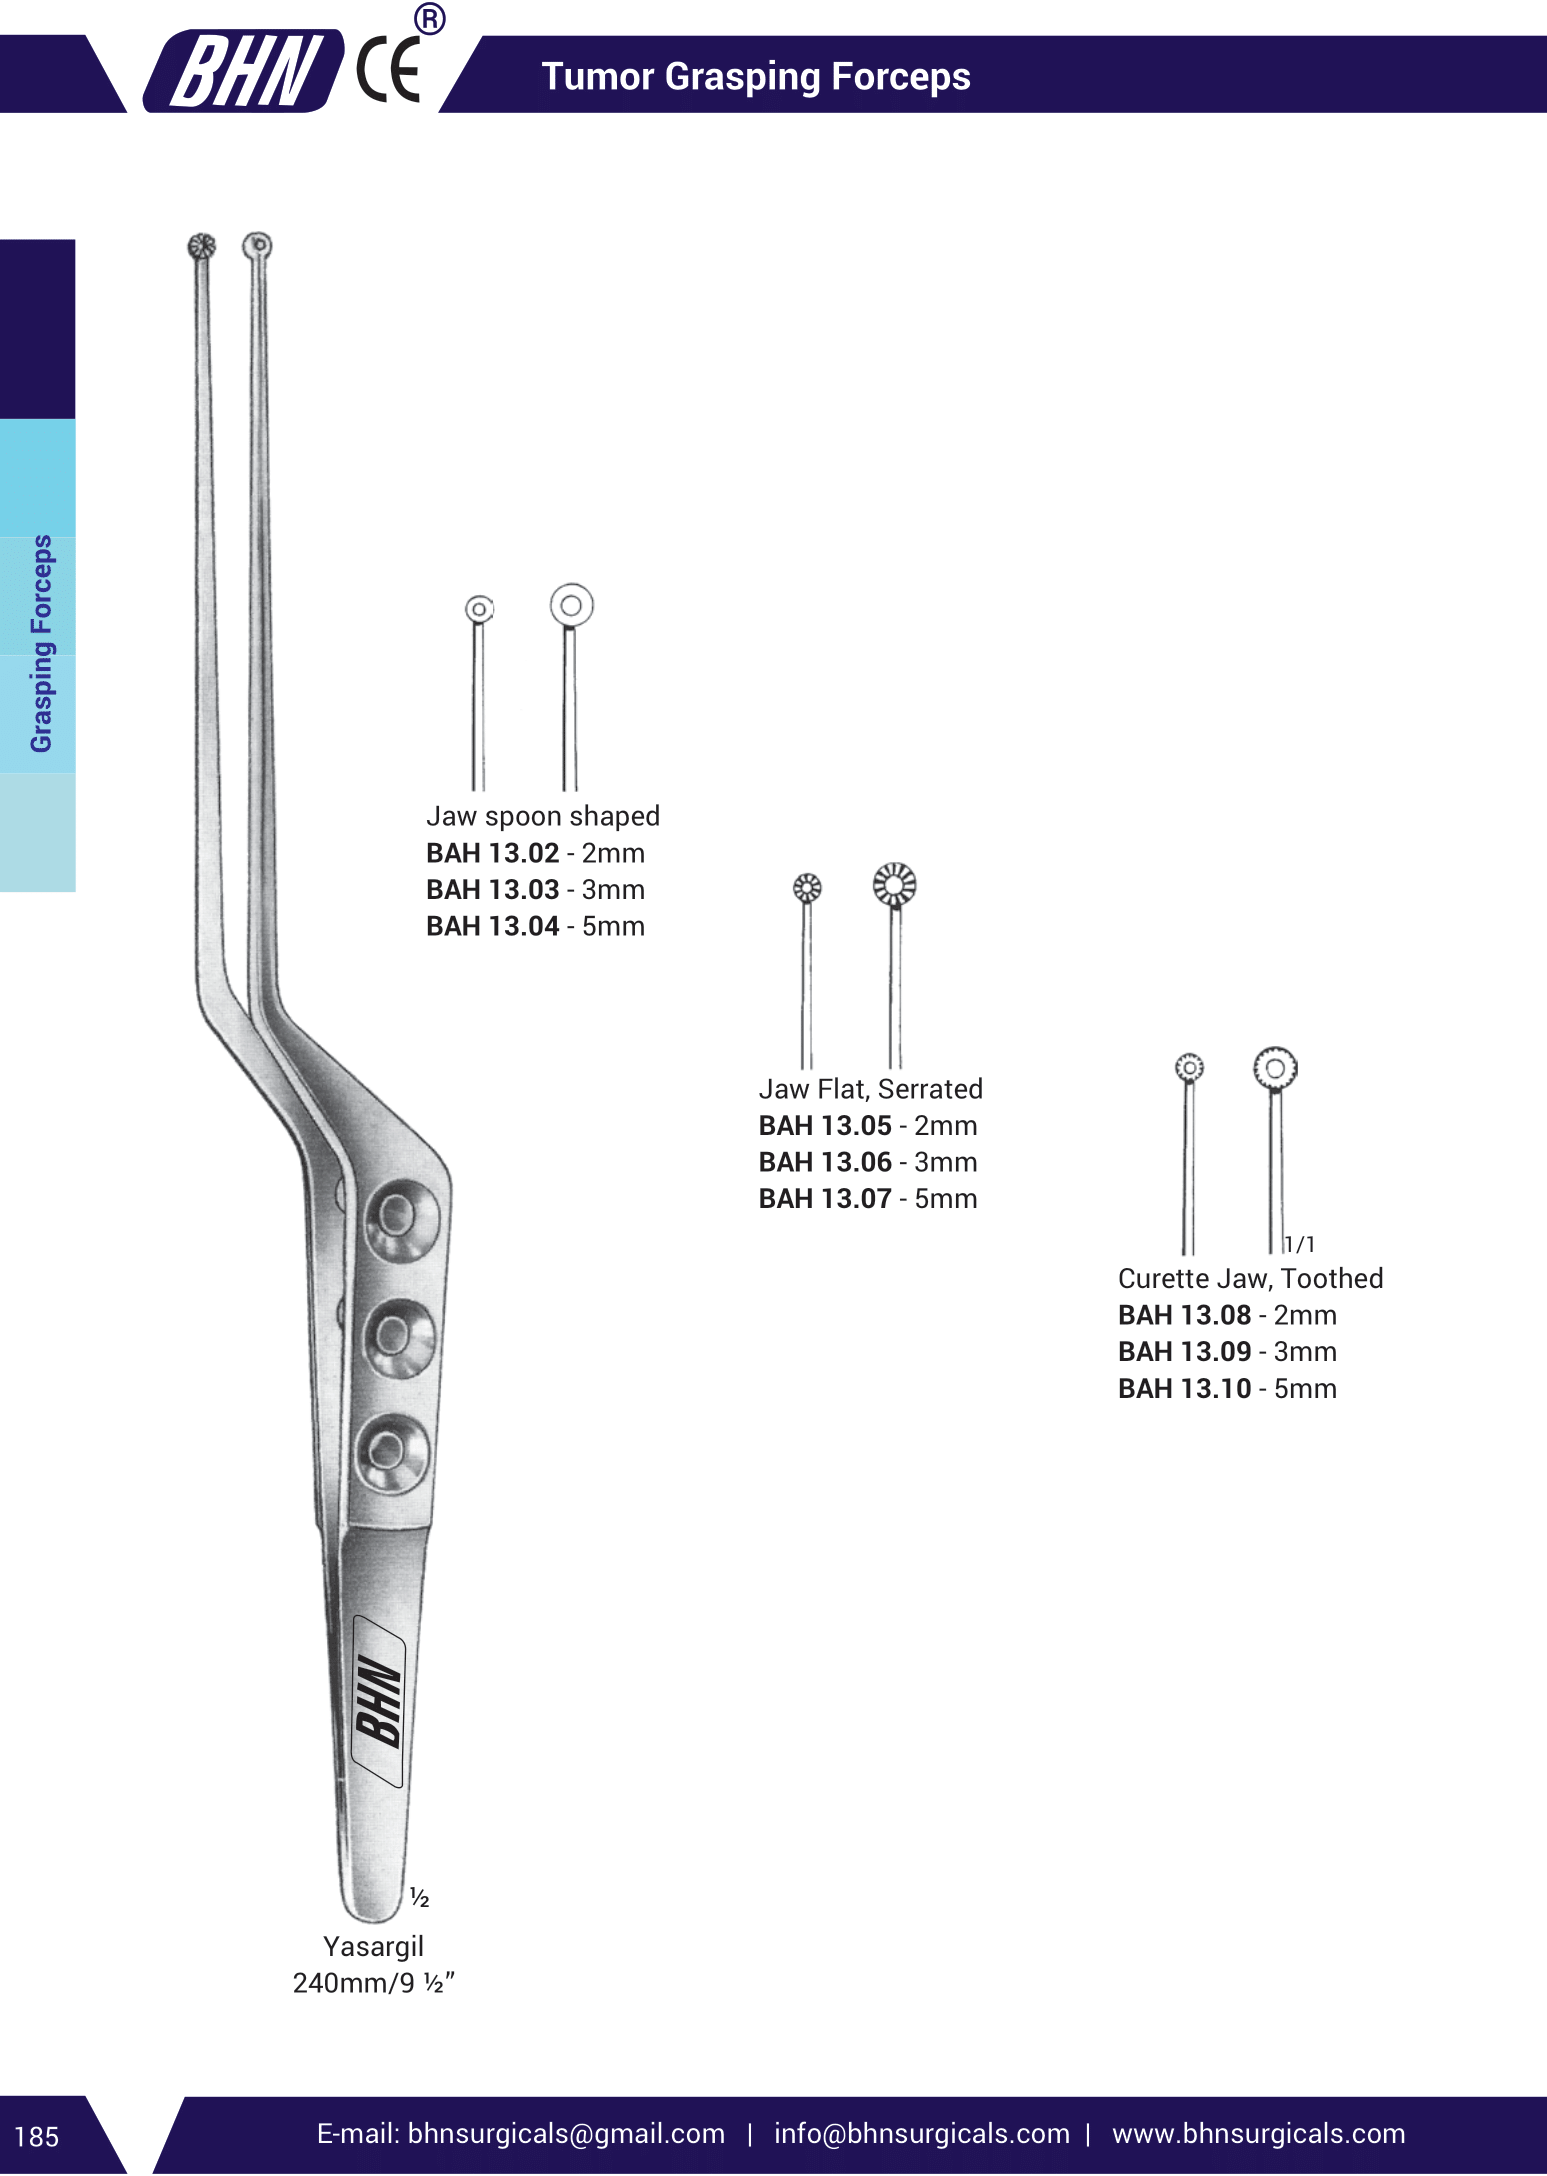 BHN CE ®
Tumor Grasping Forceps
Grasping Forceps
Jaw spoon shaped
BAH 13.02 - 2mm
BAH 13.03 - 3mm
BAH 13.04 - 5mm
Jaw Flat, Serrated
BAH 13.05 - 2mm
BAH 13.06 - 3mm
BAH 13.07 - 5mm
1/1
Curette Jaw, Toothed
BAH 13.08 - 2mm
BAH 13.09 - 3mm
BAH 13.10 - 5mm
BHN
½
Yasargil
240mm/9 ½”
185
E-mail: bhnsurgicals@gmail.com | info@bhnsurgicals.com | www.bhnsurgicals.com